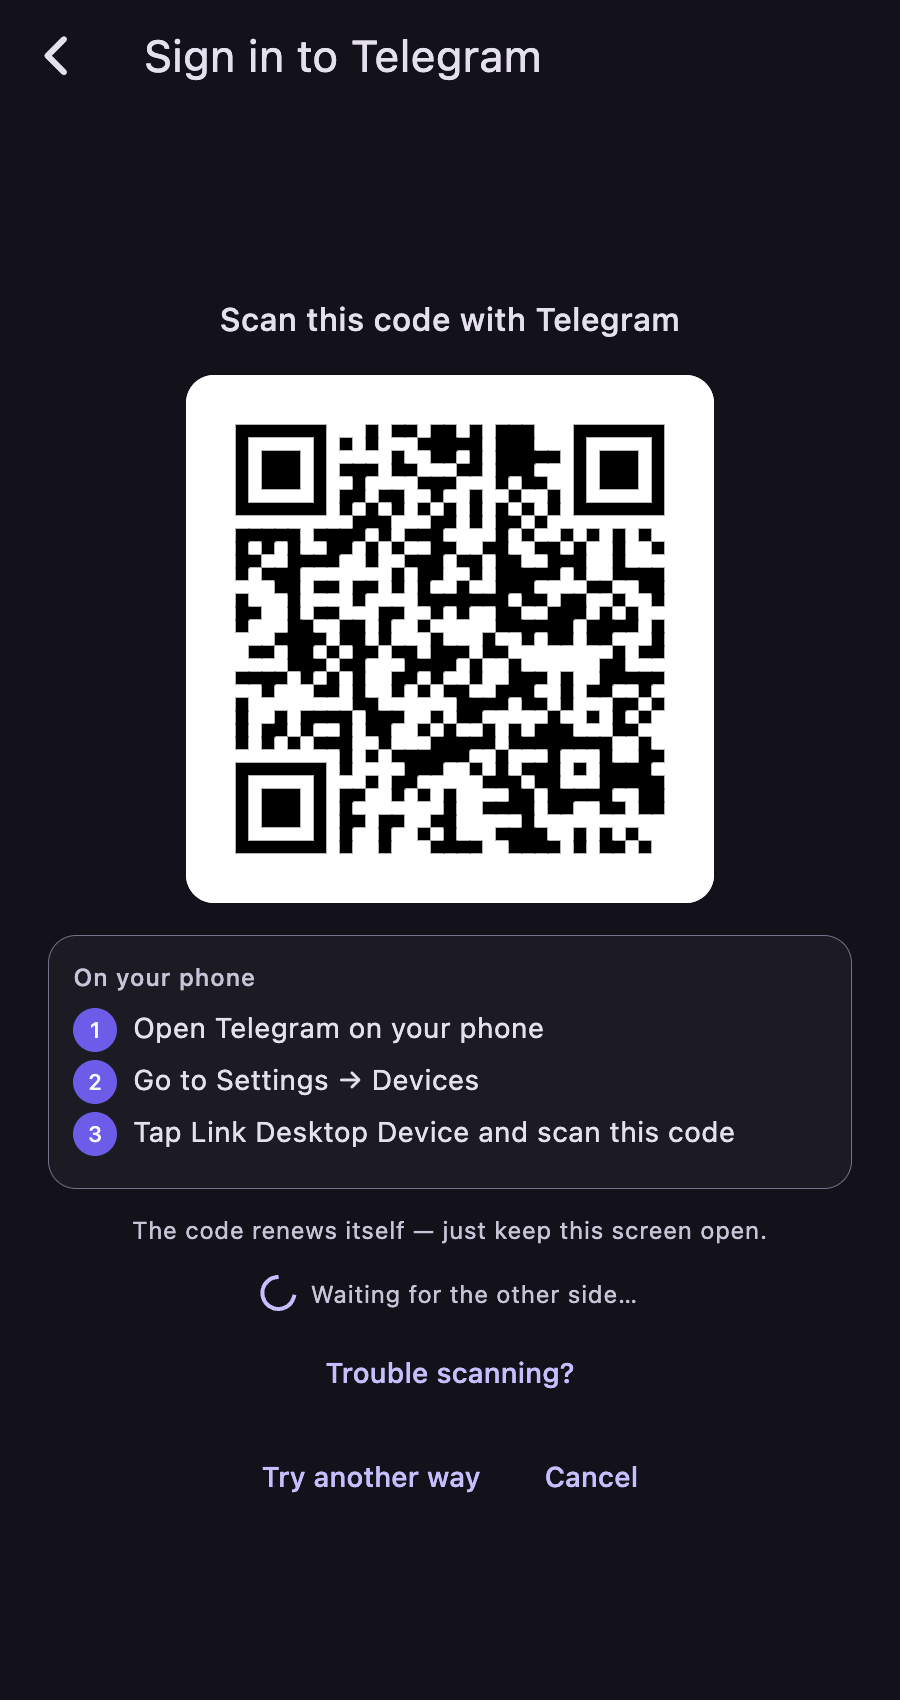 Sign in to Telegram
Scan this code with Telegram
On your phone
1 Open Telegram on your phone
2 Go to Settings → Devices
3 Tap Link Desktop Device and scan this code
The code renews itself — just keep this screen open.
Waiting for the other side…
Trouble scanning?
Try another way Cancel